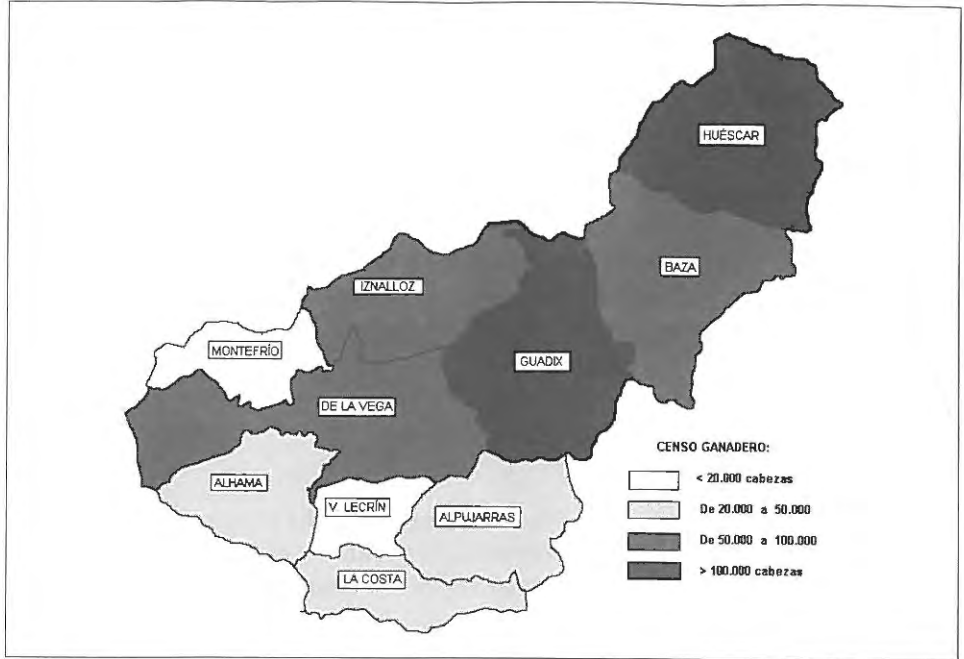 HUÉSCAR
BAZA
IZNALLOZ
MONTEFRÍO
GUADIX
DE LA VEGA
ALHAMA
V. LECRÍN
ALPUJARRAS
LA COSTA
CENSO GANADERO:
< 20.000 cabezas
De 20.000 a 50.000
De 50.000 a 100.000
> 100.000 cabezas